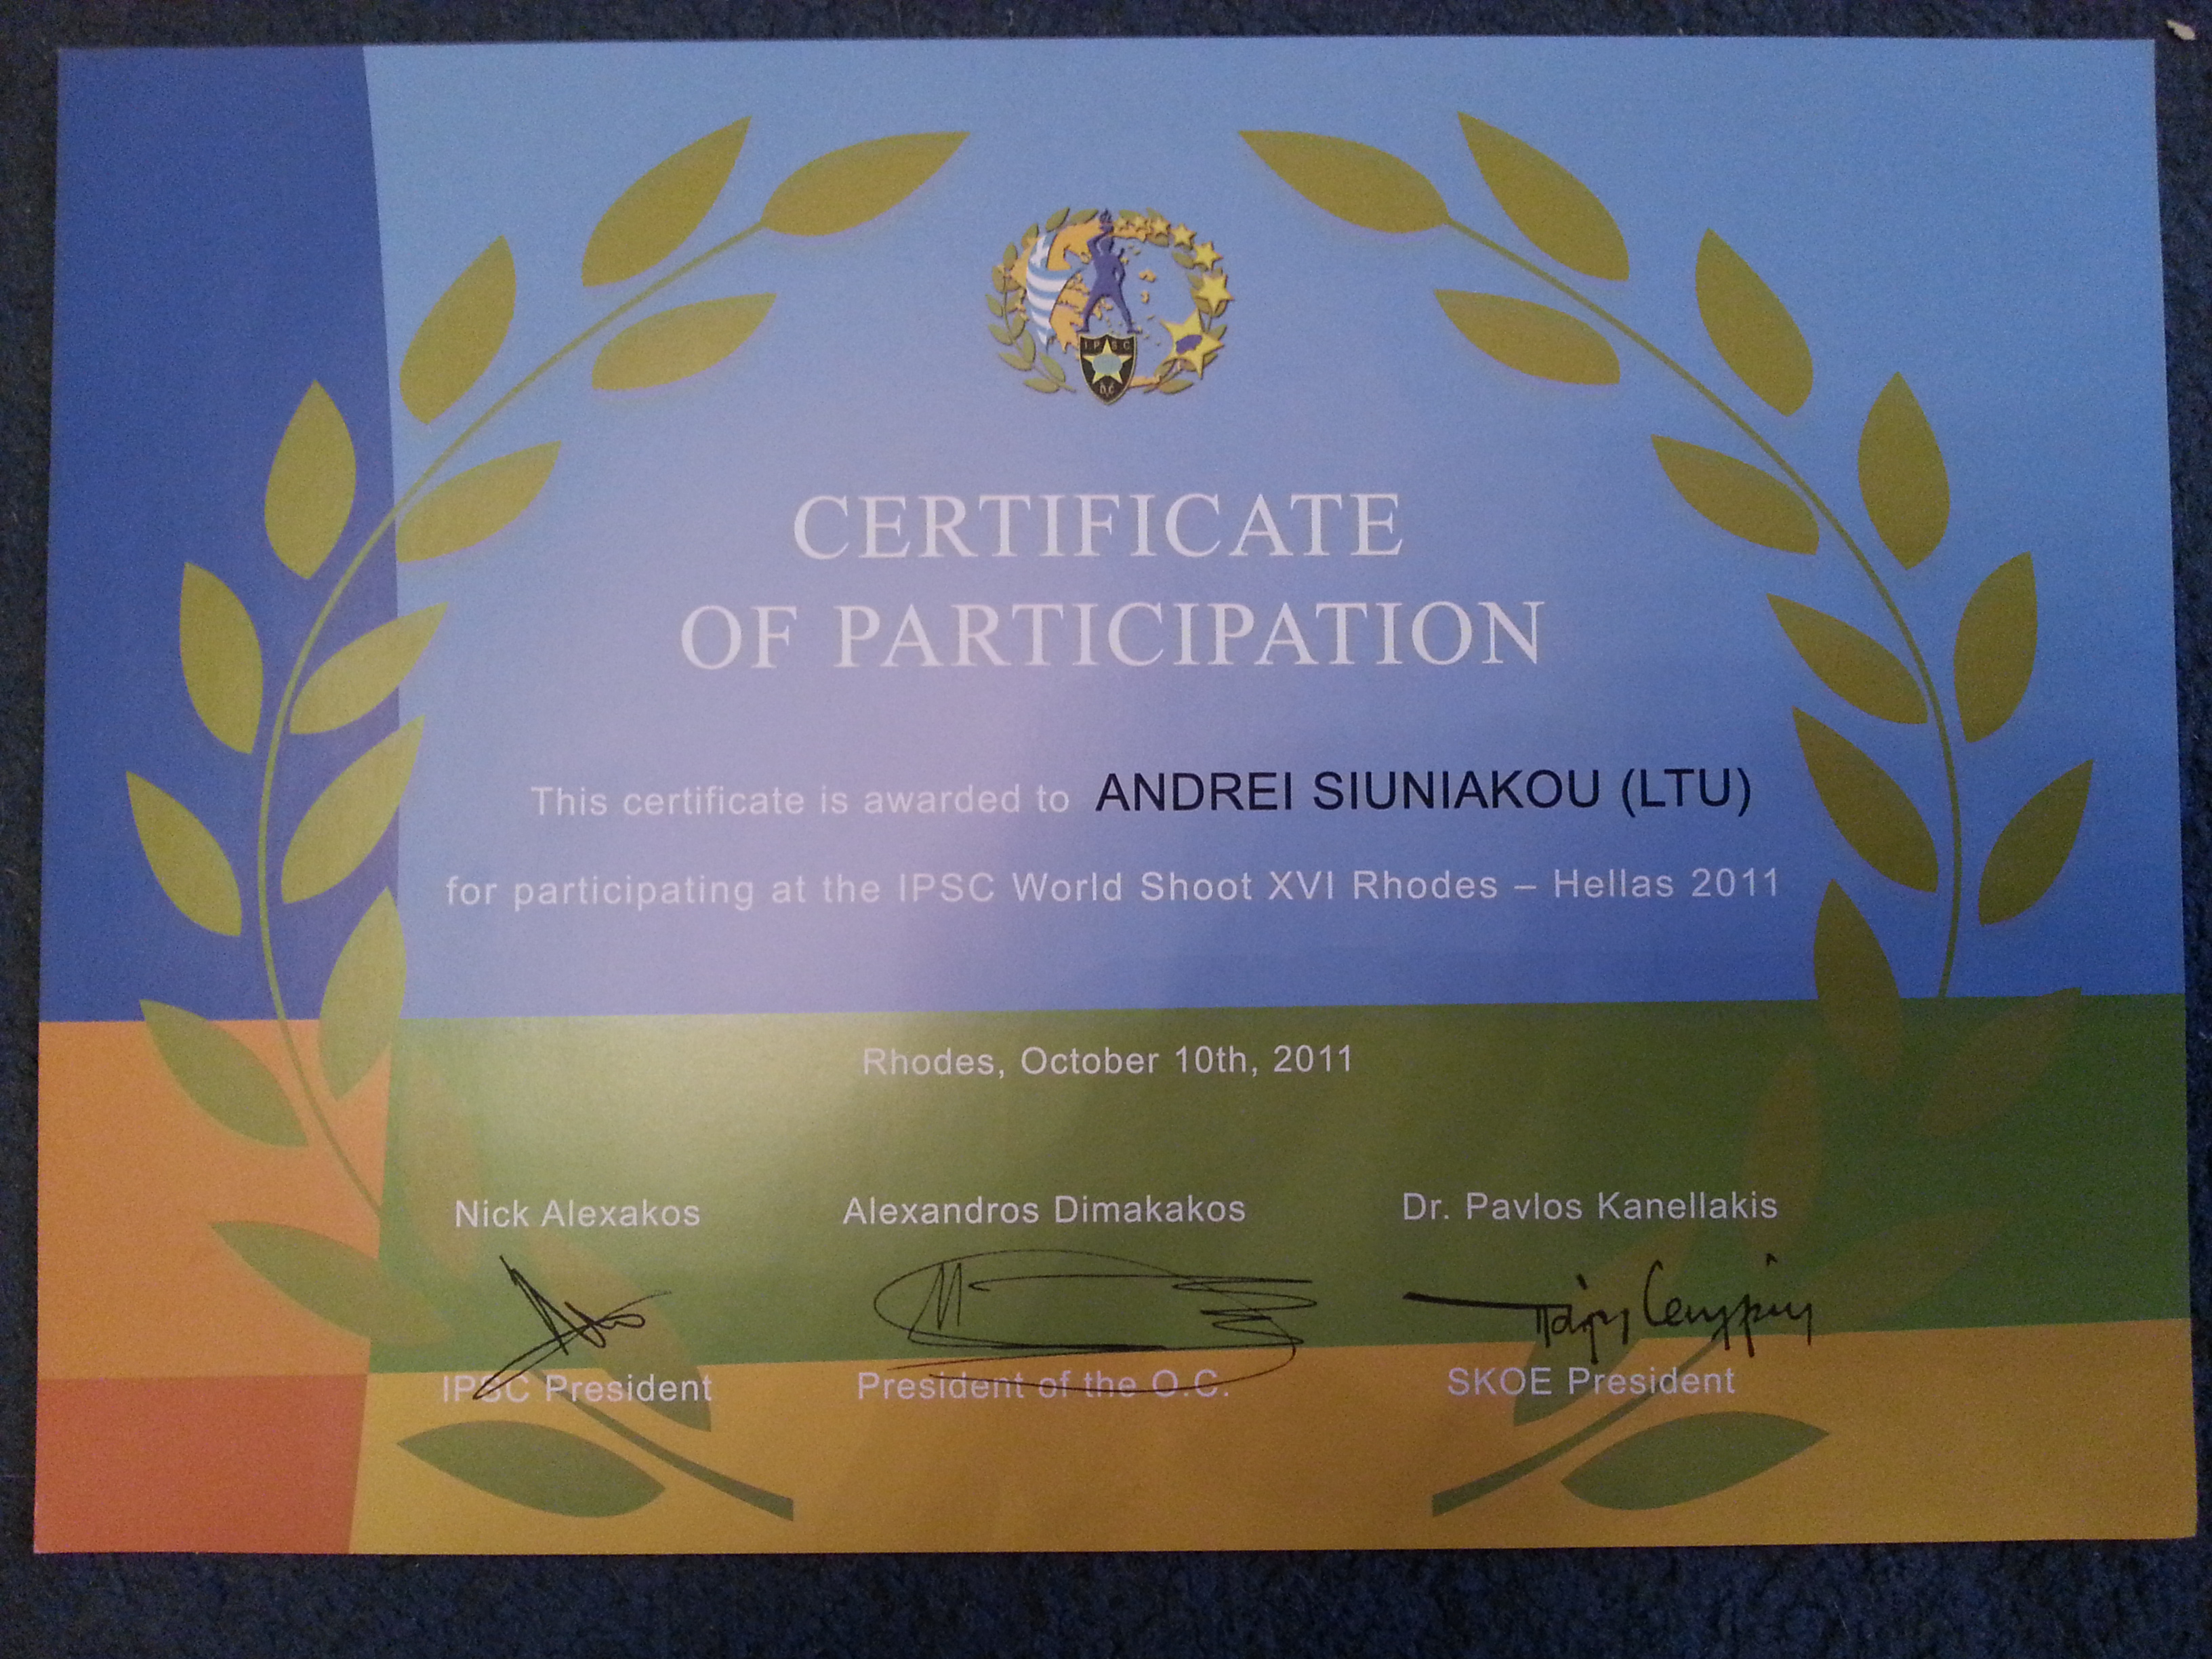 I P S C
CERTIFICATE
OF PARTICIPATION
This certificate is awarded to ANDREI SIUNIAKOU (LTU)
for participating at the IPSC World Shoot XVI Rhodes – Hellas 2011
Rhodes, October 10th, 2011
Nick Alexakos Alexandros Dimakakos Dr. Pavlos Kanellakis
IPSC President President of the O.C. SKOE President